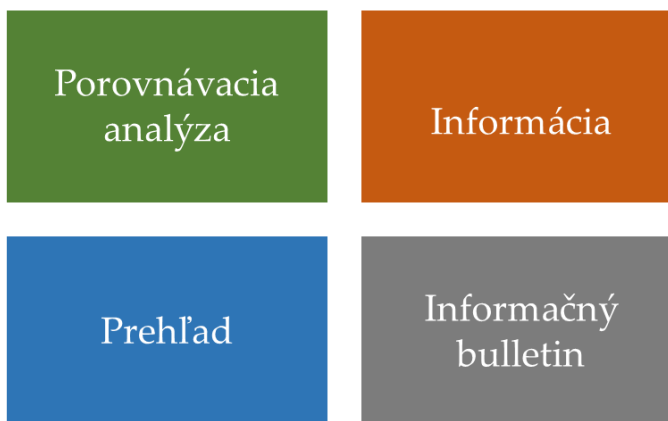 Porovnávacia
analýza
Informácia
Prehľad
Informačný
bulletin